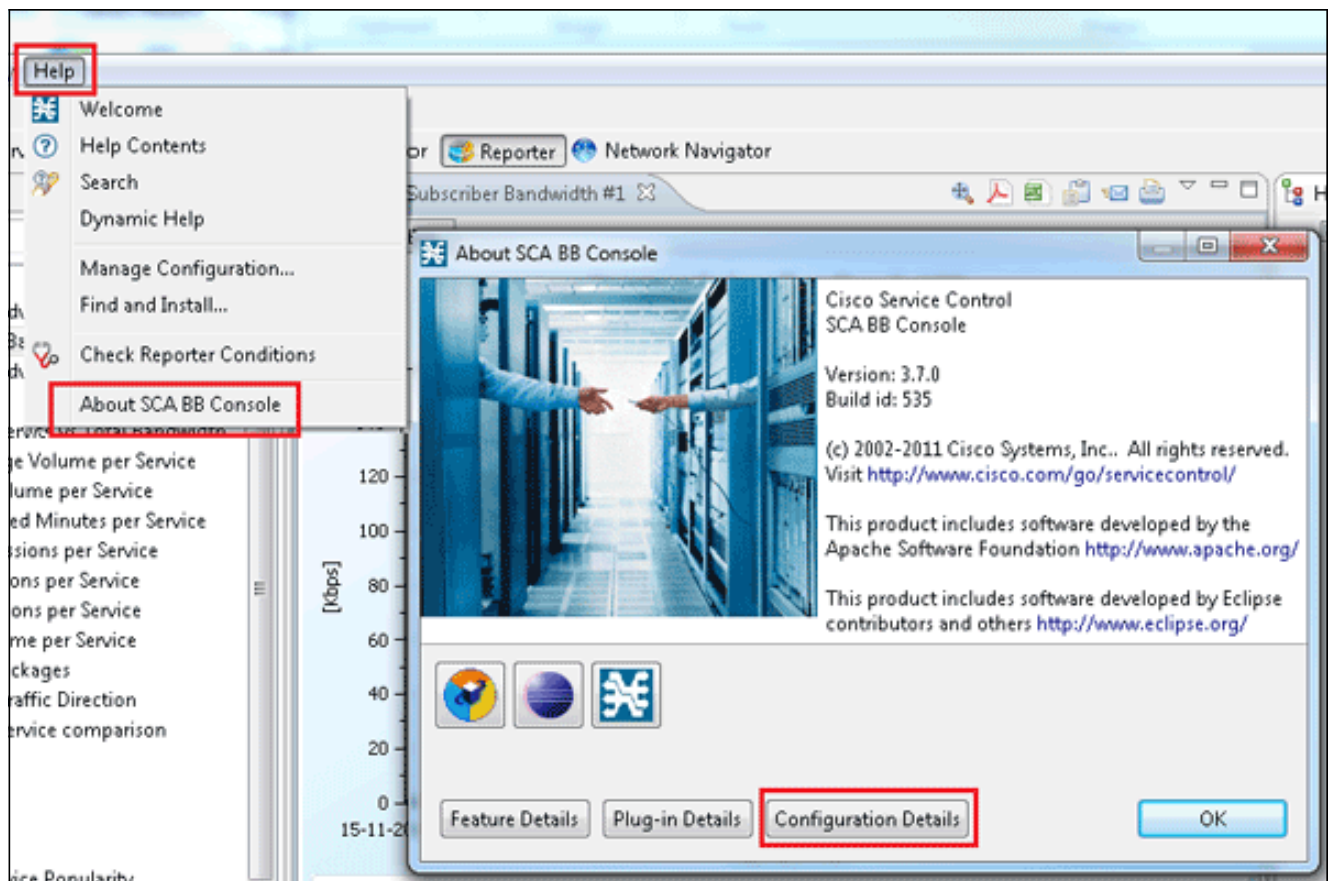 Help
Welcome
Help Contents
Search
Dynamic Help
Manage Configuration...
Find and Install...
Check Reporter Conditions
About SCA BB Console
Reporter
Network Navigator
Subscriber Bandwidth #1
About SCA BB Console
Cisco Service Control
SCA BB Console
Version: 3.7.0
Build id: 535
(c) 2002-2011 Cisco Systems, Inc.. All rights reserved.
Visit http://www.cisco.com/go/servicecontrol/
This product includes software developed by the
Apache Software Foundation http://www.apache.org/
This product includes software developed by Eclipse
contributors and others http://www.eclipse.org/
Feature Details
Plug-in Details
Configuration Details
OK
Total Bandwidth
ge Volume per Service
lume per Service
ed Minutes per Service
ssions per Service
ons per Service
ons per Service
me per Service
ckages
raffic Direction
ervice comparison
Popularity
[Kbps]
120
100
80
60
40
20
0
15-11-20